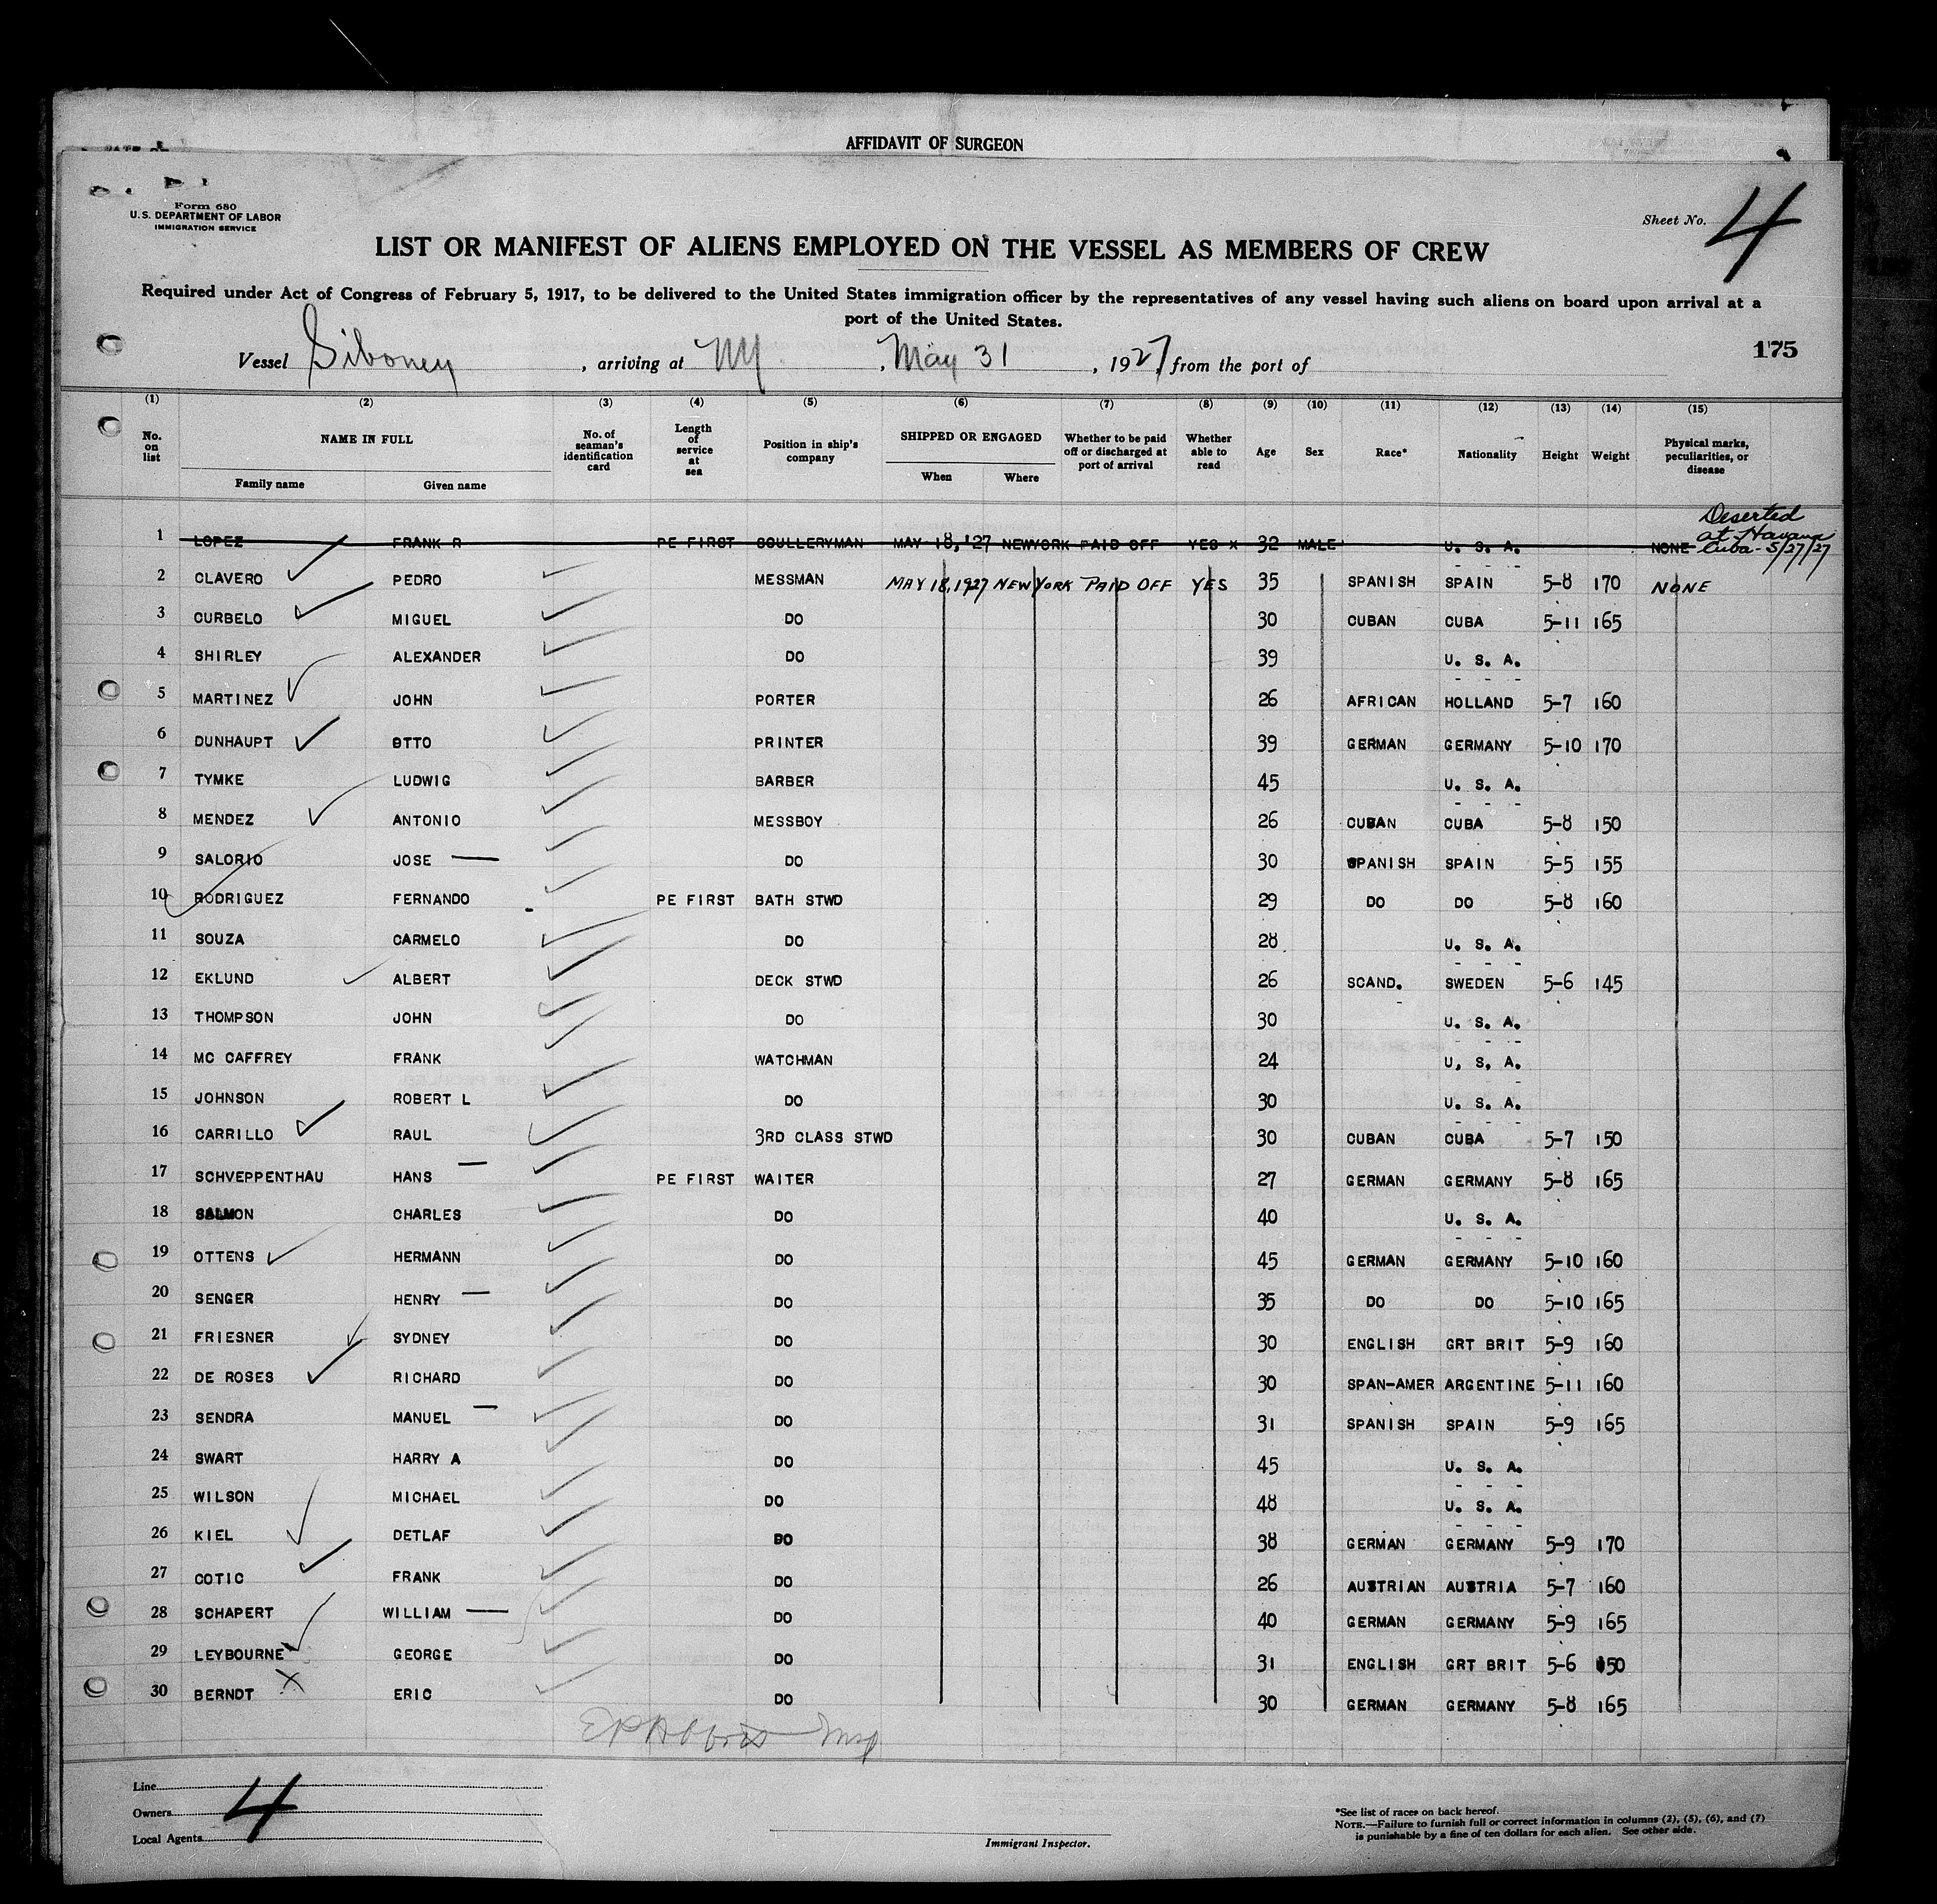 AFFIDAVIT OF SURGEON
Form 680
U.S. DEPARTMENT OF LABOR
IMMIGRATION SERVICE
Sheet No. 4
LIST OR MANIFEST OF ALIENS EMPLOYED ON THE VESSEL AS MEMBERS OF CREW
Required under Act of Congress of February 5, 1917, to be delivered to the United States immigration officer by the representatives of any vessel having such aliens on board upon arrival at a
port of the United States.
Vessel Siboney, arriving at NY, May 31, 1927, from the port of
175
(1) (2) (3) (4) (5) (6) (7) (8) (9) (10) (11) (12) (13) (14) (15)
No. on list NAME IN FULL Family name Given name No. of seaman's identification card Length of service at sea Position in ship's company SHIPPED OR ENGAGED When Where Whether to be paid off or discharged at port of arrival Whether able to read Age Sex Race* Nationality Height Weight Physical marks, peculiarities, or disease
1 LOPEZ FRANK R PE FIRST SCULLERYMAN MAY 18,'27 NEWYORK PAID OFF YES X 32 MALE U. S. A. NONE Deserted at Havana Cuba - 5/27/27
2 CLAVERO PEDRO MESSMAN MAY 18, 1927 NEW YORK PAID OFF YES 35 SPANISH SPAIN 5-8 170 NONE
3 CURBELO MIGUEL DO 30 CUBAN CUBA 5-11 165
4 SHIRLEY ALEXANDER DO 39 U. S. A.
5 MARTINEZ JOHN PORTER 26 AFRICAN HOLLAND 5-7 160
6 DUNHAUPT OTTO PRINTER 39 GERMAN GERMANY 5-10 170
7 TYMKE LUDWIG BARBER 45 U. S. A.
8 MENDEZ ANTONIO MESSBOY 26 CUBAN CUBA 5-8 150
9 SALORIO JOSE DO 30 SPANISH SPAIN 5-5 155
10 RODRIGUEZ FERNANDO PE FIRST BATH STWD 29 DO DO 5-8 160
11 SOUZA CARMELO DO 28 U. S. A.
12 EKLUND ALBERT DECK STWD 26 SCAND. SWEDEN 5-6 145
13 THOMPSON JOHN DO 30 U. S. A.
14 MC CAFFREY FRANK WATCHMAN 24 U, S, A.
15 JOHNSON ROBERT L DO 30 U. S. A.
16 CARRILLO RAUL 3RD CLASS STWD 30 CUBAN CUBA 5-7 150
17 SCHVEPPENTHAU HANS PE FIRST WAITER 27 GERMAN GERMANY 5-8 165
18 SALMON CHARLES DO 40 U. S. A.
19 OTTENS HERMANN DO 45 GERMAN GERMANY 5-10 160
20 SENGER HENRY DO 35 DO DO 5-10 165
21 FRIESNER SYDNEY DO 30 ENGLISH GRT BRIT 5-9 160
22 DE ROSES RICHARD DO 30 SPAN-AMER ARGENTINE 5-11 160
23 SENDRA MANUEL DO 31 SPANISH SPAIN 5-9 165
24 SWART HARRY A DO 45 U. S. A.
25 WILSON MICHAEL DO 48 U. S. A.
26 KIEL DETLAF DO 38 GERMAN GERMANY 5-9 170
27 COTIC FRANK DO 26 AUSTRIAN AUSTRIA 5-7 160
28 SCHAPERT WILLIAM DO 40 GERMAN GERMANY 5-9 165
29 LEYBOURNE GEORGE DO 31 ENGLISH GRT BRIT 5-6 150
30 BERNDT X ERIC DO 30 GERMAN GERMANY 5-8 165
Line
Owners 4
Local Agents
Immigrant Inspector.
*See list of races on back hereof.
NOTE.—Failure to furnish full or correct information in columns (2), (5), (6), and (7)
is punishable by a fine of ten dollars for each alien. See other side.